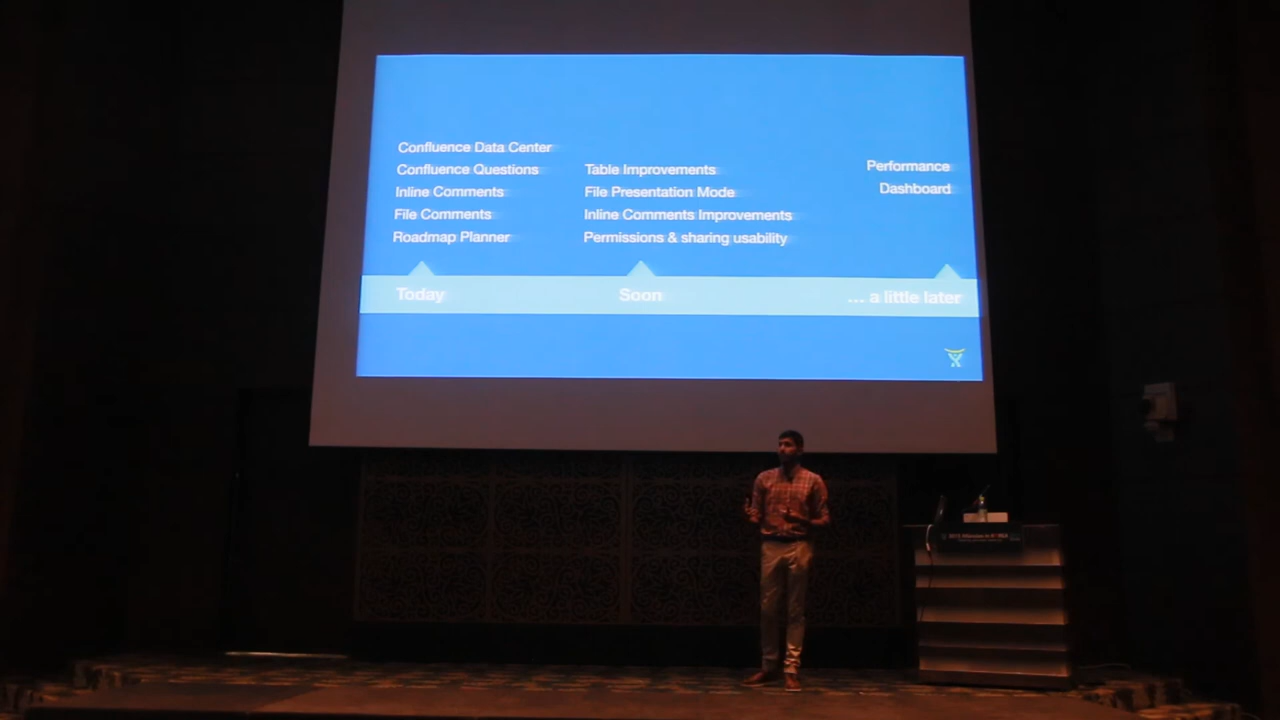 Confluence Data Center
Confluence Questions
Inline Comments
File Comments
Roadmap Planner
Table Improvements
File Presentation Mode
Inline Comments Improvements
Permissions & sharing usability
Performance
Dashboard
Today
Soon
... a little later